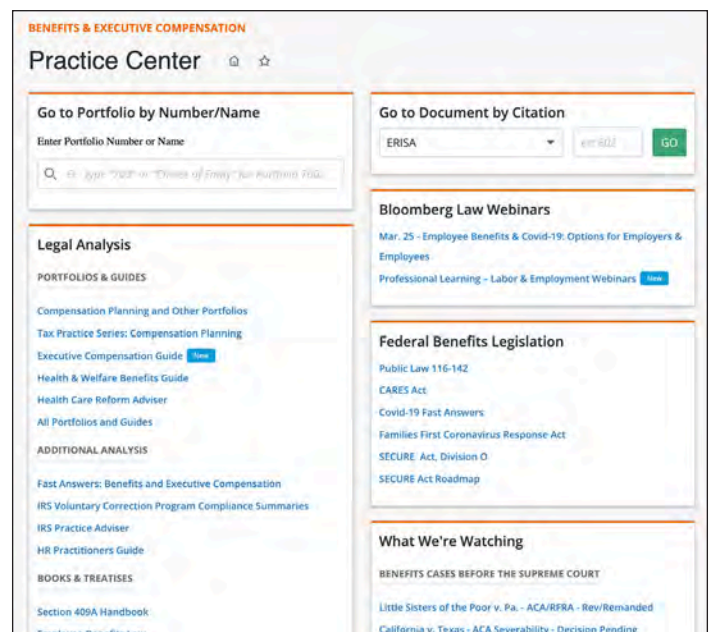 BENEFITS & EXECUTIVE COMPENSATION
Practice Center
Go to Portfolio by Number/Name
Enter Portfolio Number or Name
Go to Document by Citation
ERISA
GO
Legal Analysis
PORTFOLIOS & GUIDES
Compensation Planning and Other Portfolios
Tax Practice Series: Compensation Planning
Executive Compensation Guide New
Health & Welfare Benefits Guide
Health Care Reform Adviser
All Portfolios and Guides
ADDITIONAL ANALYSIS
Fast Answers: Benefits and Executive Compensation
IRS Voluntary Correction Program Compliance Summaries
IRS Practice Adviser
HR Practitioners Guide
BOOKS & TREATISES
Section 409A Handbook
Bloomberg Law Webinars
Mar. 25 - Employee Benefits & Covid-19: Options for Employers &
Employees
Professional Learning – Labor & Employment Webinars New
Federal Benefits Legislation
Public Law 116-142
CARES Act
Covid-19 Fast Answers
Families First Coronavirus Response Act
SECURE Act, Division O
SECURE Act Roadmap
What We're Watching
BENEFITS CASES BEFORE THE SUPREME COURT
Little Sisters of the Poor v. Pa. - ACA/RFRA - Rev/Remanded
California v. Texas - ACA Severability - Decision Pending